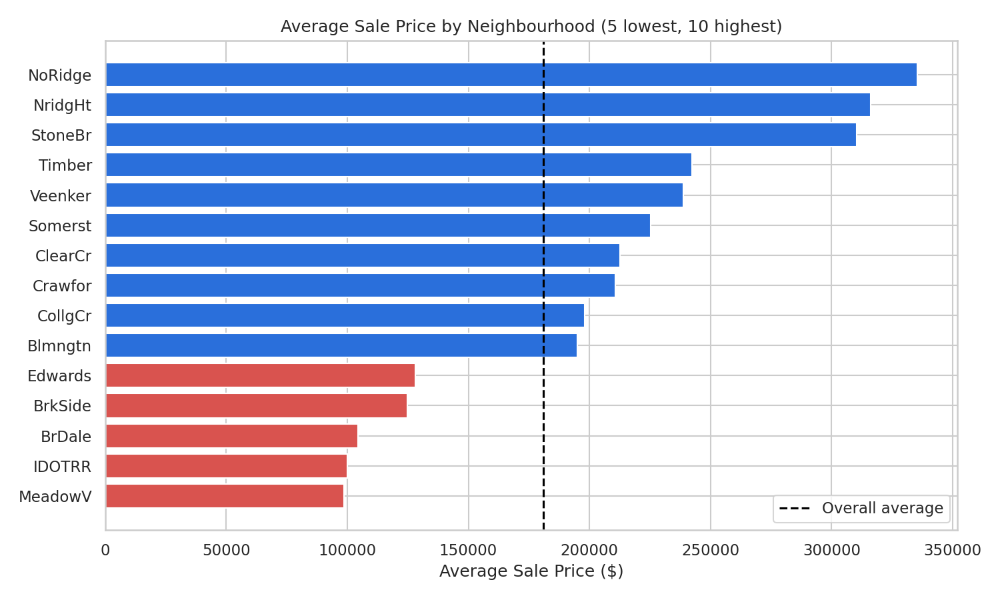 Average Sale Price by Neighbourhood (5 lowest, 10 highest)
NoRidge
NridgHt
StoneBr
Timber
Veenker
Somerst
ClearCr
Crawfor
CollgCr
Blmngtn
Edwards
BrkSide
BrDale
IDOTRR
MeadowV
Overall average
0 50000 100000 150000 200000 250000 300000 350000
Average Sale Price ($)